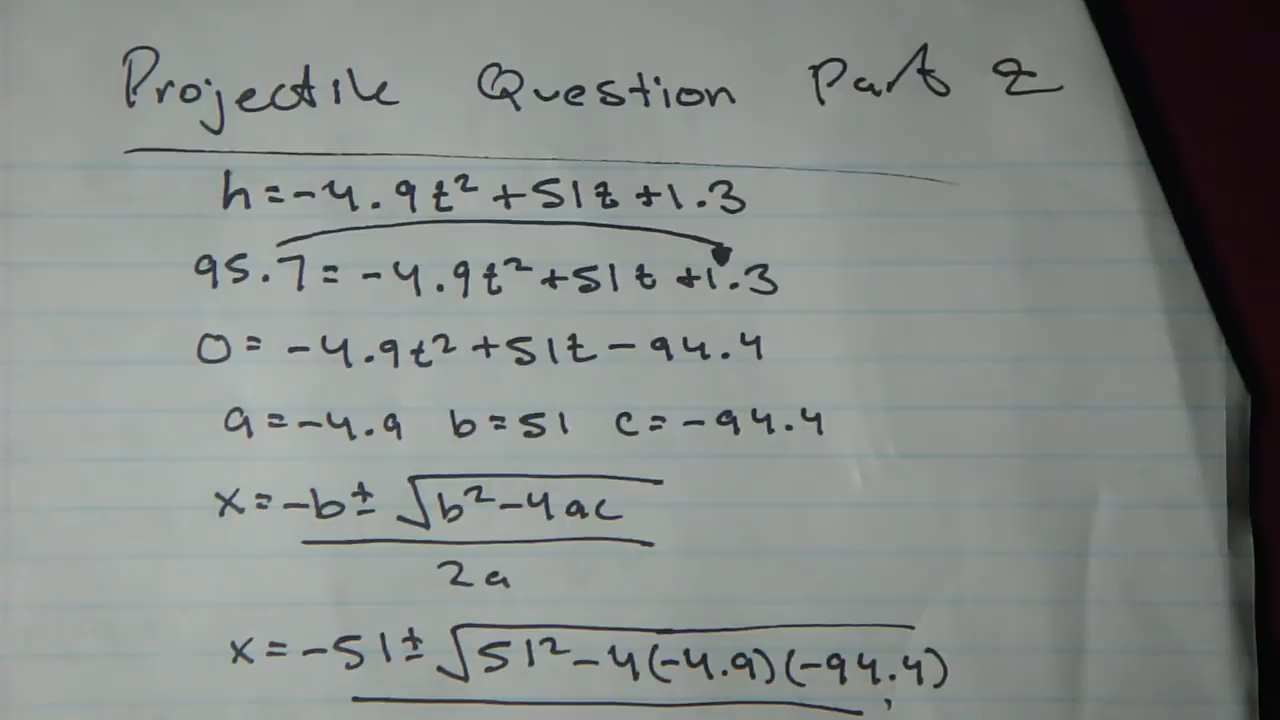 Projectile Question Part 2
h=-4.9t²+51t+1.3
95.7=-4.9t²+51t+1.3
0=-4.9t²+51t-94.4
a=-4.9 b=51 c=-94.4
x=-b±√b²-4ac
2a
x=-51±√51²-4(-4.9)(-94.4)